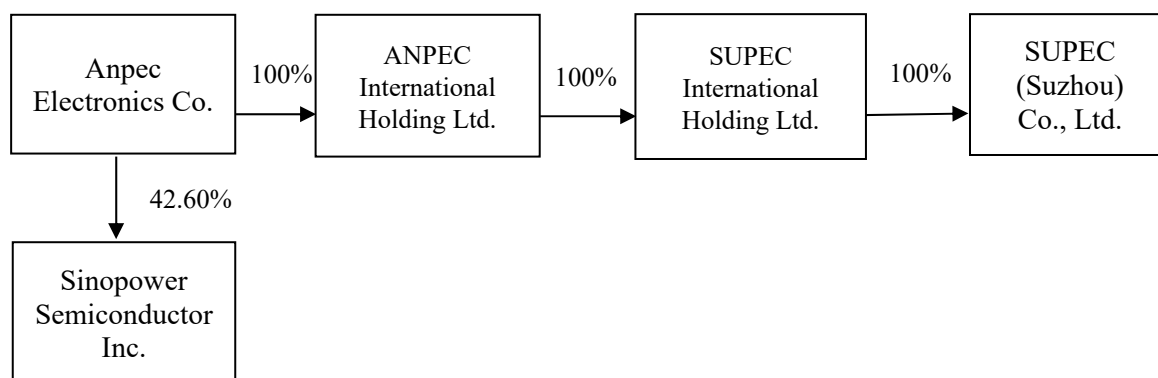 Anpec
Electronics Co.
100%
ANPEC
International
Holding Ltd.
100%
SUPEC
International
Holding Ltd.
100%
SUPEC
(Suzhou)
Co., Ltd.
42.60%
Sinopower
Semiconductor
Inc.